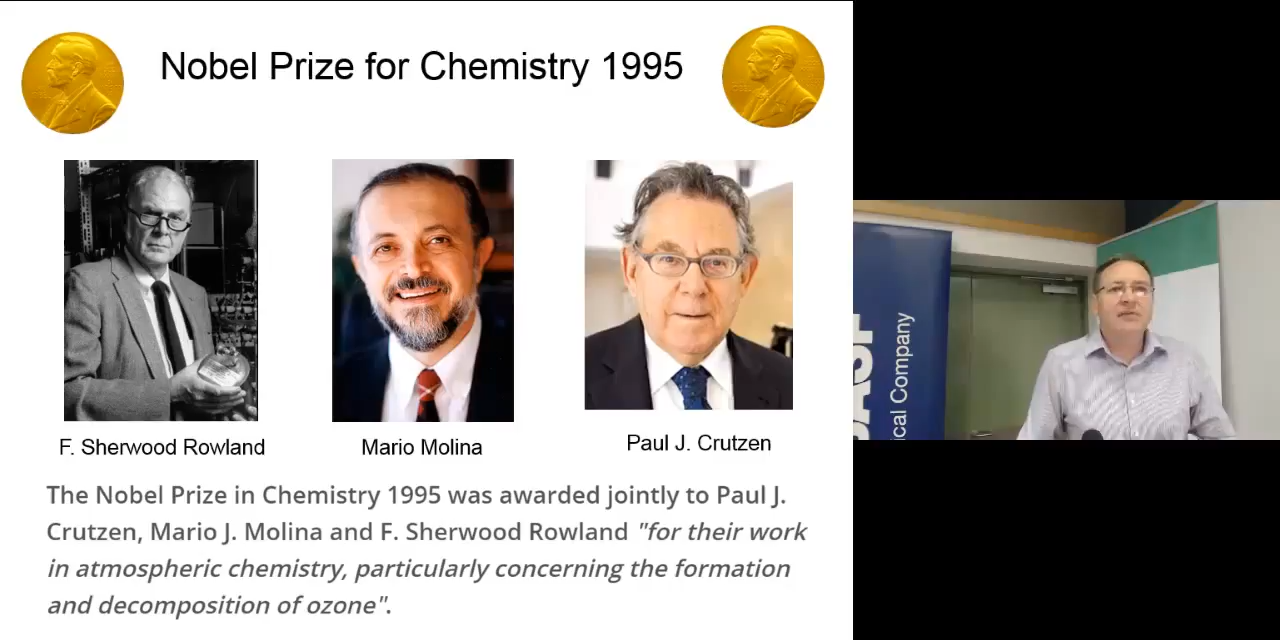 Nobel Prize for Chemistry 1995
F. Sherwood Rowland
Mario Molina
Paul J. Crutzen
The Nobel Prize in Chemistry 1995 was awarded jointly to Paul J.
Crutzen, Mario J. Molina and F. Sherwood Rowland "for their work
in atmospheric chemistry, particularly concerning the formation
and decomposition of ozone".
ical Company